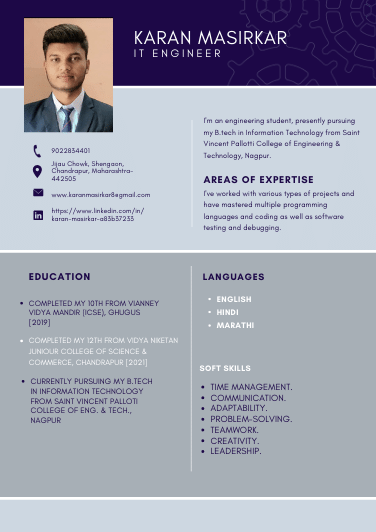 KARAN MASIRKAR
IT ENGINEER
9022834401
Jijau Chowk, Shengaon,
Chandrapur, Maharashtra-
442505
www.karanmasirkar@gmail.com
https://www.linkedin.com/in/
karan-masirkar-a83b37233
I'm an engineering student, presently pursuing
my B.tech in Information Technology from Saint
Vincent Pallotti College of Engineering &
Technology, Nagpur.
AREAS OF EXPERTISE
I've worked with various types of projects and
have mastered multiple programming
languages and coding as well as software
testing and debugging.
EDUCATION
• COMPLETED MY 10TH FROM VIANNEY
VIDYA MANDIR (ICSE), GHUGUS
[2019]
• COMPLETED MY 12TH FROM VIDYA NIKETAN
JUNIOUR COLLEGE OF SCIENCE &
COMMERCE, CHANDRAPUR [2021]
• CURRENTLY PURSUING MY B.TECH
IN INFORMATION TECHNOLOGY
FROM SAINT VINCENT PALLOTI
COLLEGE OF ENG. & TECH.,
NAGPUR
LANGUAGES
• ENGLISH
• HINDI
• MARATHI
SOFT SKILLS
• TIME MANAGEMENT.
• COMMUNICATION.
• ADAPTABILITY.
• PROBLEM-SOLVING.
• TEAMWORK.
• CREATIVITY.
• LEADERSHIP.